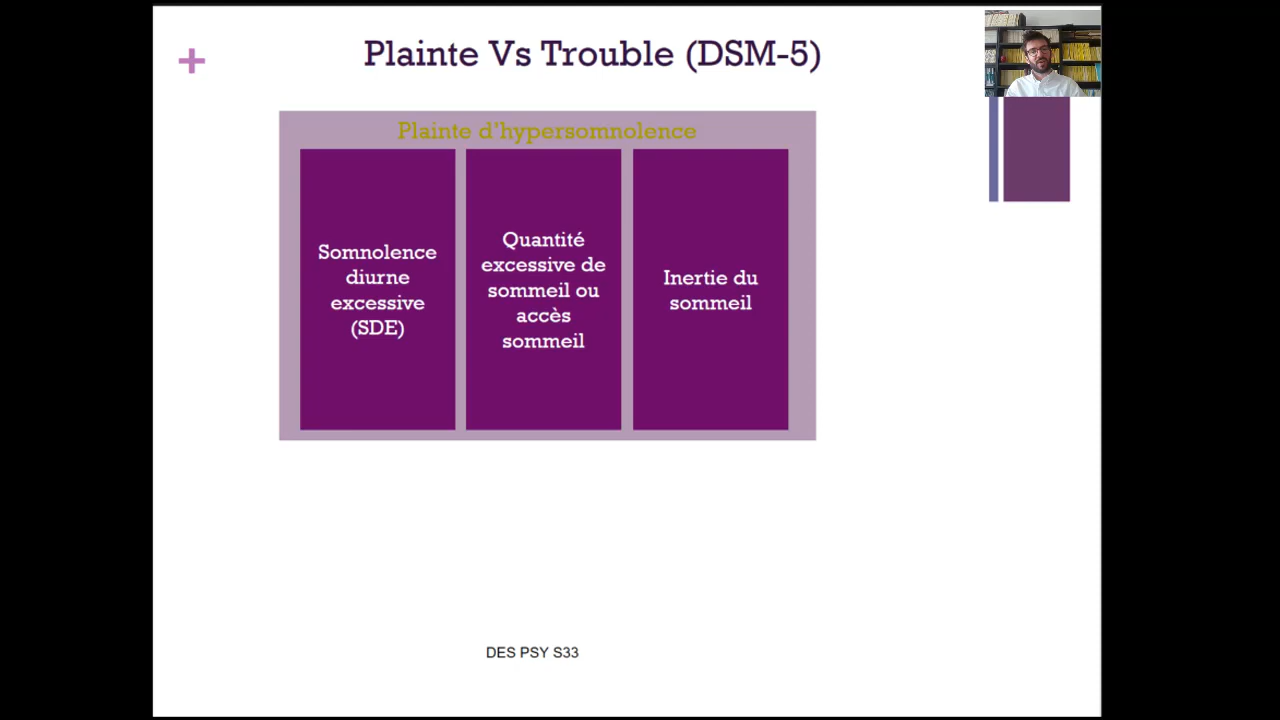 +
Plainte Vs Trouble (DSM-5)
Plainte d'hypersomnolence
Somnolence
diurne
excessive
(SDE)
Quantité
excessive de
sommeil ou
accès
sommeil
Inertie du
sommeil
DES PSY S33